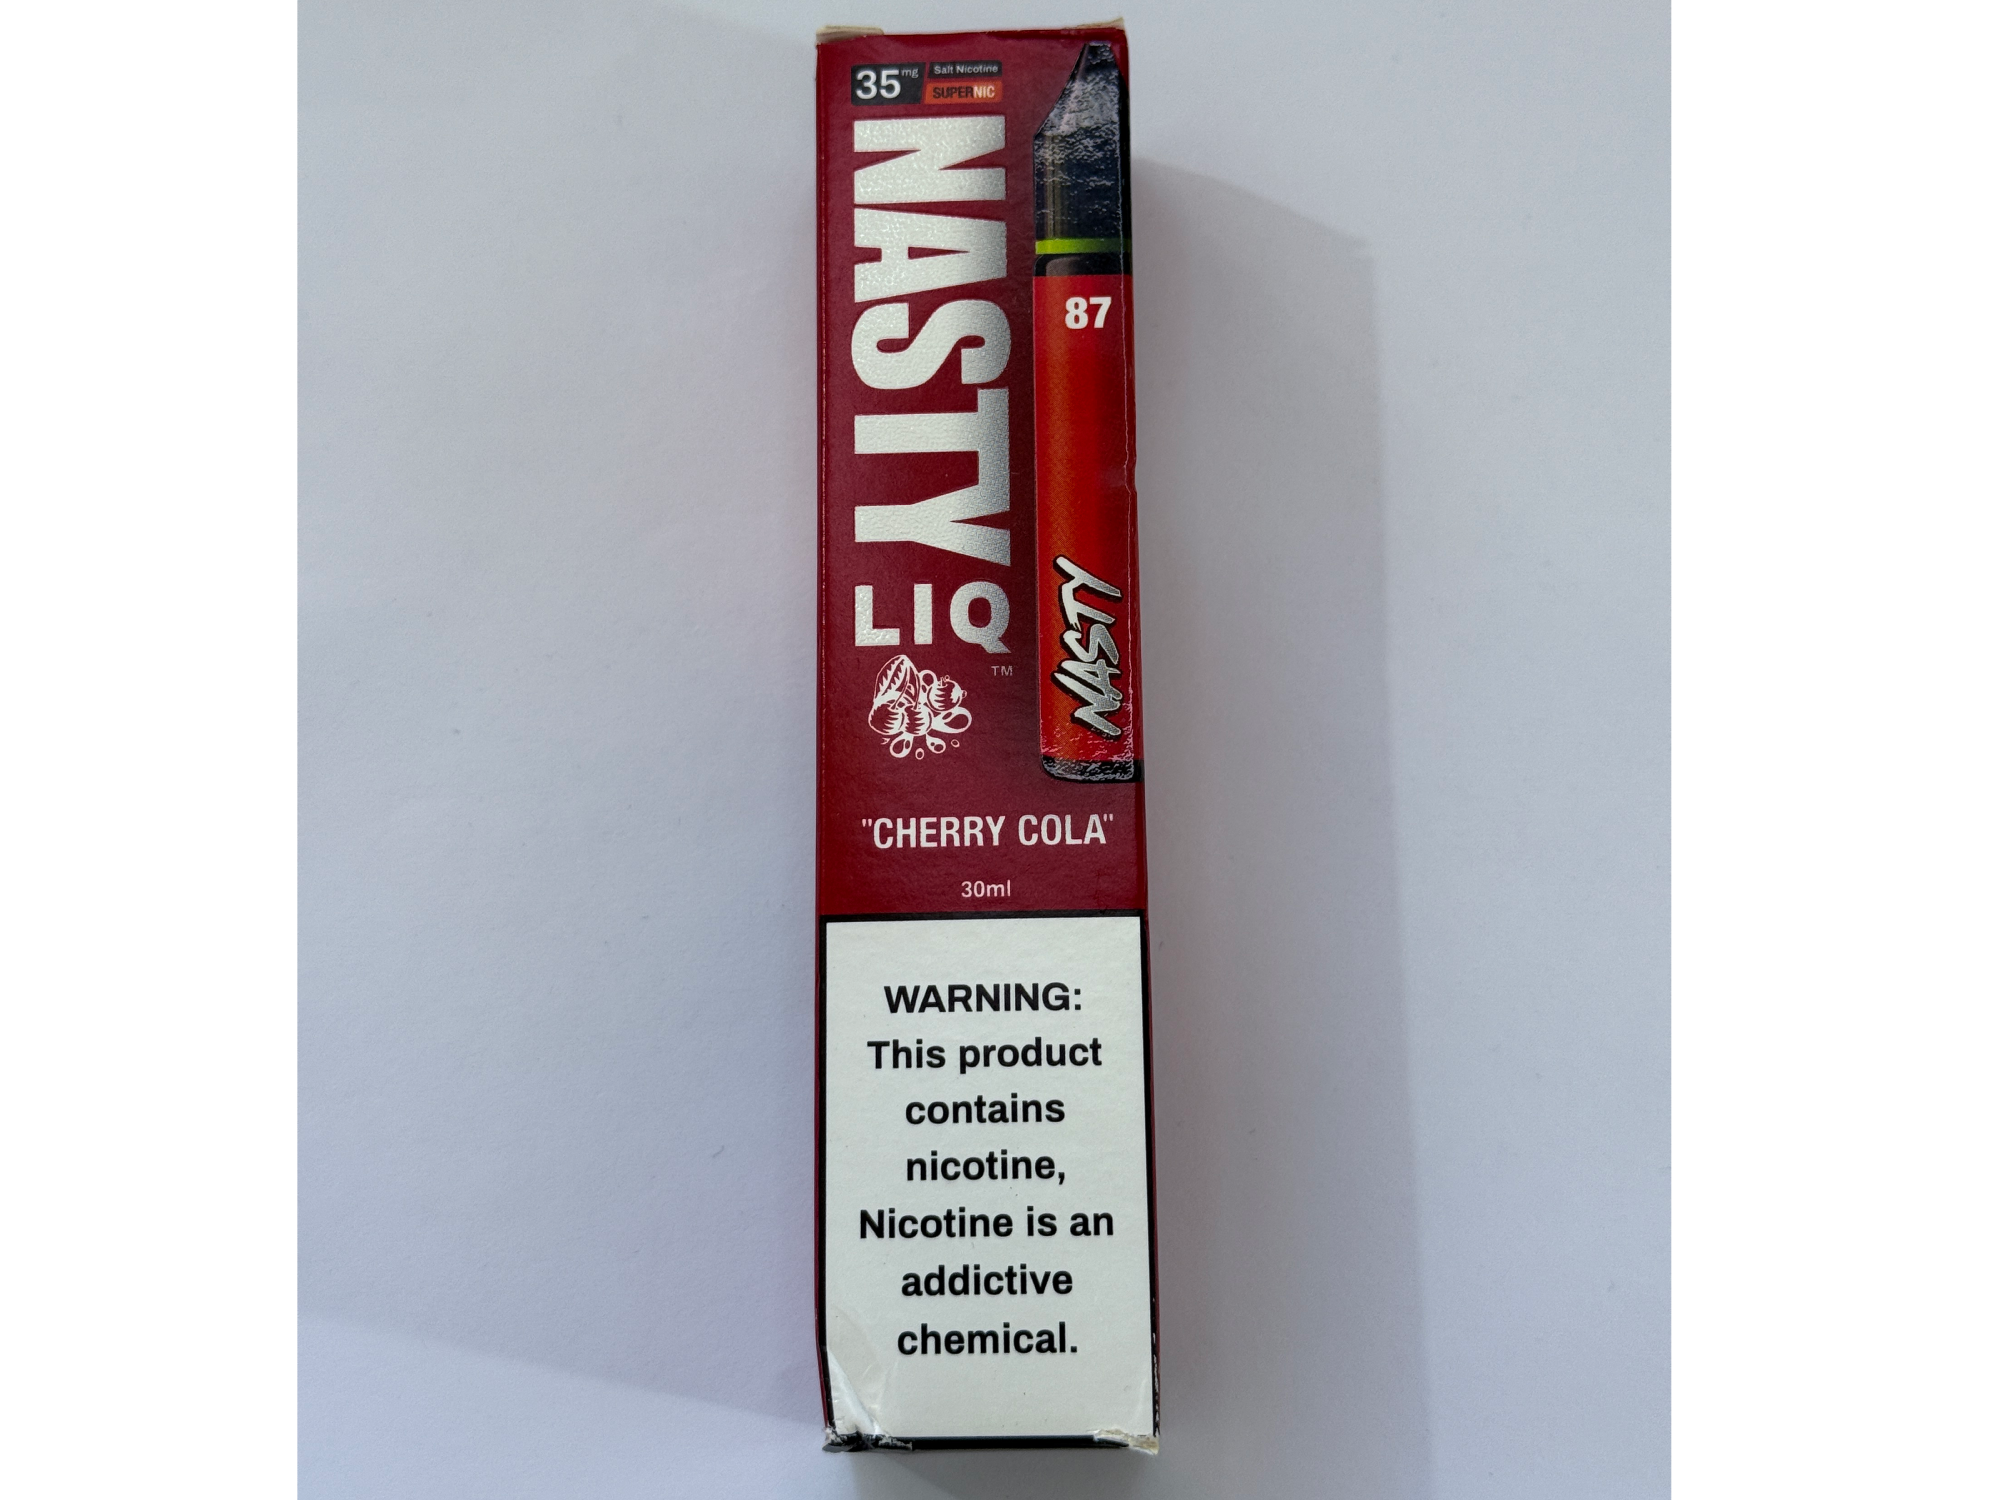 35mg
Salt Nicotine
SUPERNIC
NASTY
LIQ
TM
87
NASTY
"CHERRY COLA"
30ml
WARNING:
This product
contains
nicotine,
Nicotine is an
addictive
chemical.